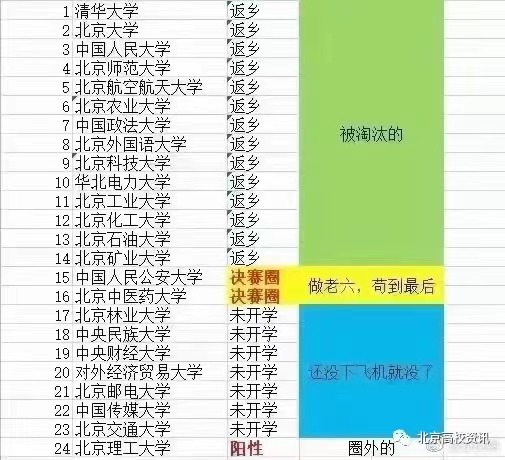 1 清华大学 返乡
2 北京大学 返乡
3 中国人民大学 返乡
4 北京师范大学 返乡
5 北京航空航天大学 返乡
6 北京农业大学 返乡
7 中国政法大学 返乡
被淘汰的
8 北京外国语大学 返乡
9 北京科技大学 返乡
10 华北电力大学 返乡
11 北京工业大学 返乡
12 北京化工大学 返乡
13 北京石油大学 返乡
14 北京矿业大学 返乡
15 中国人民公安大学 决赛圈
做老六，苟到最后
16 北京中医药大学 决赛圈
17 北京林业大学 未开学
18 中央民族大学 未开学
19 中央财经大学 未开学
20 对外经济贸易大学 未开学 还没下飞机就没了
21 北京邮电大学 未开学
22 中国传媒大学 未开学
23 北京交通大学 未开学
24 北京理工大学 阳性 圈外的
北京高校资讯